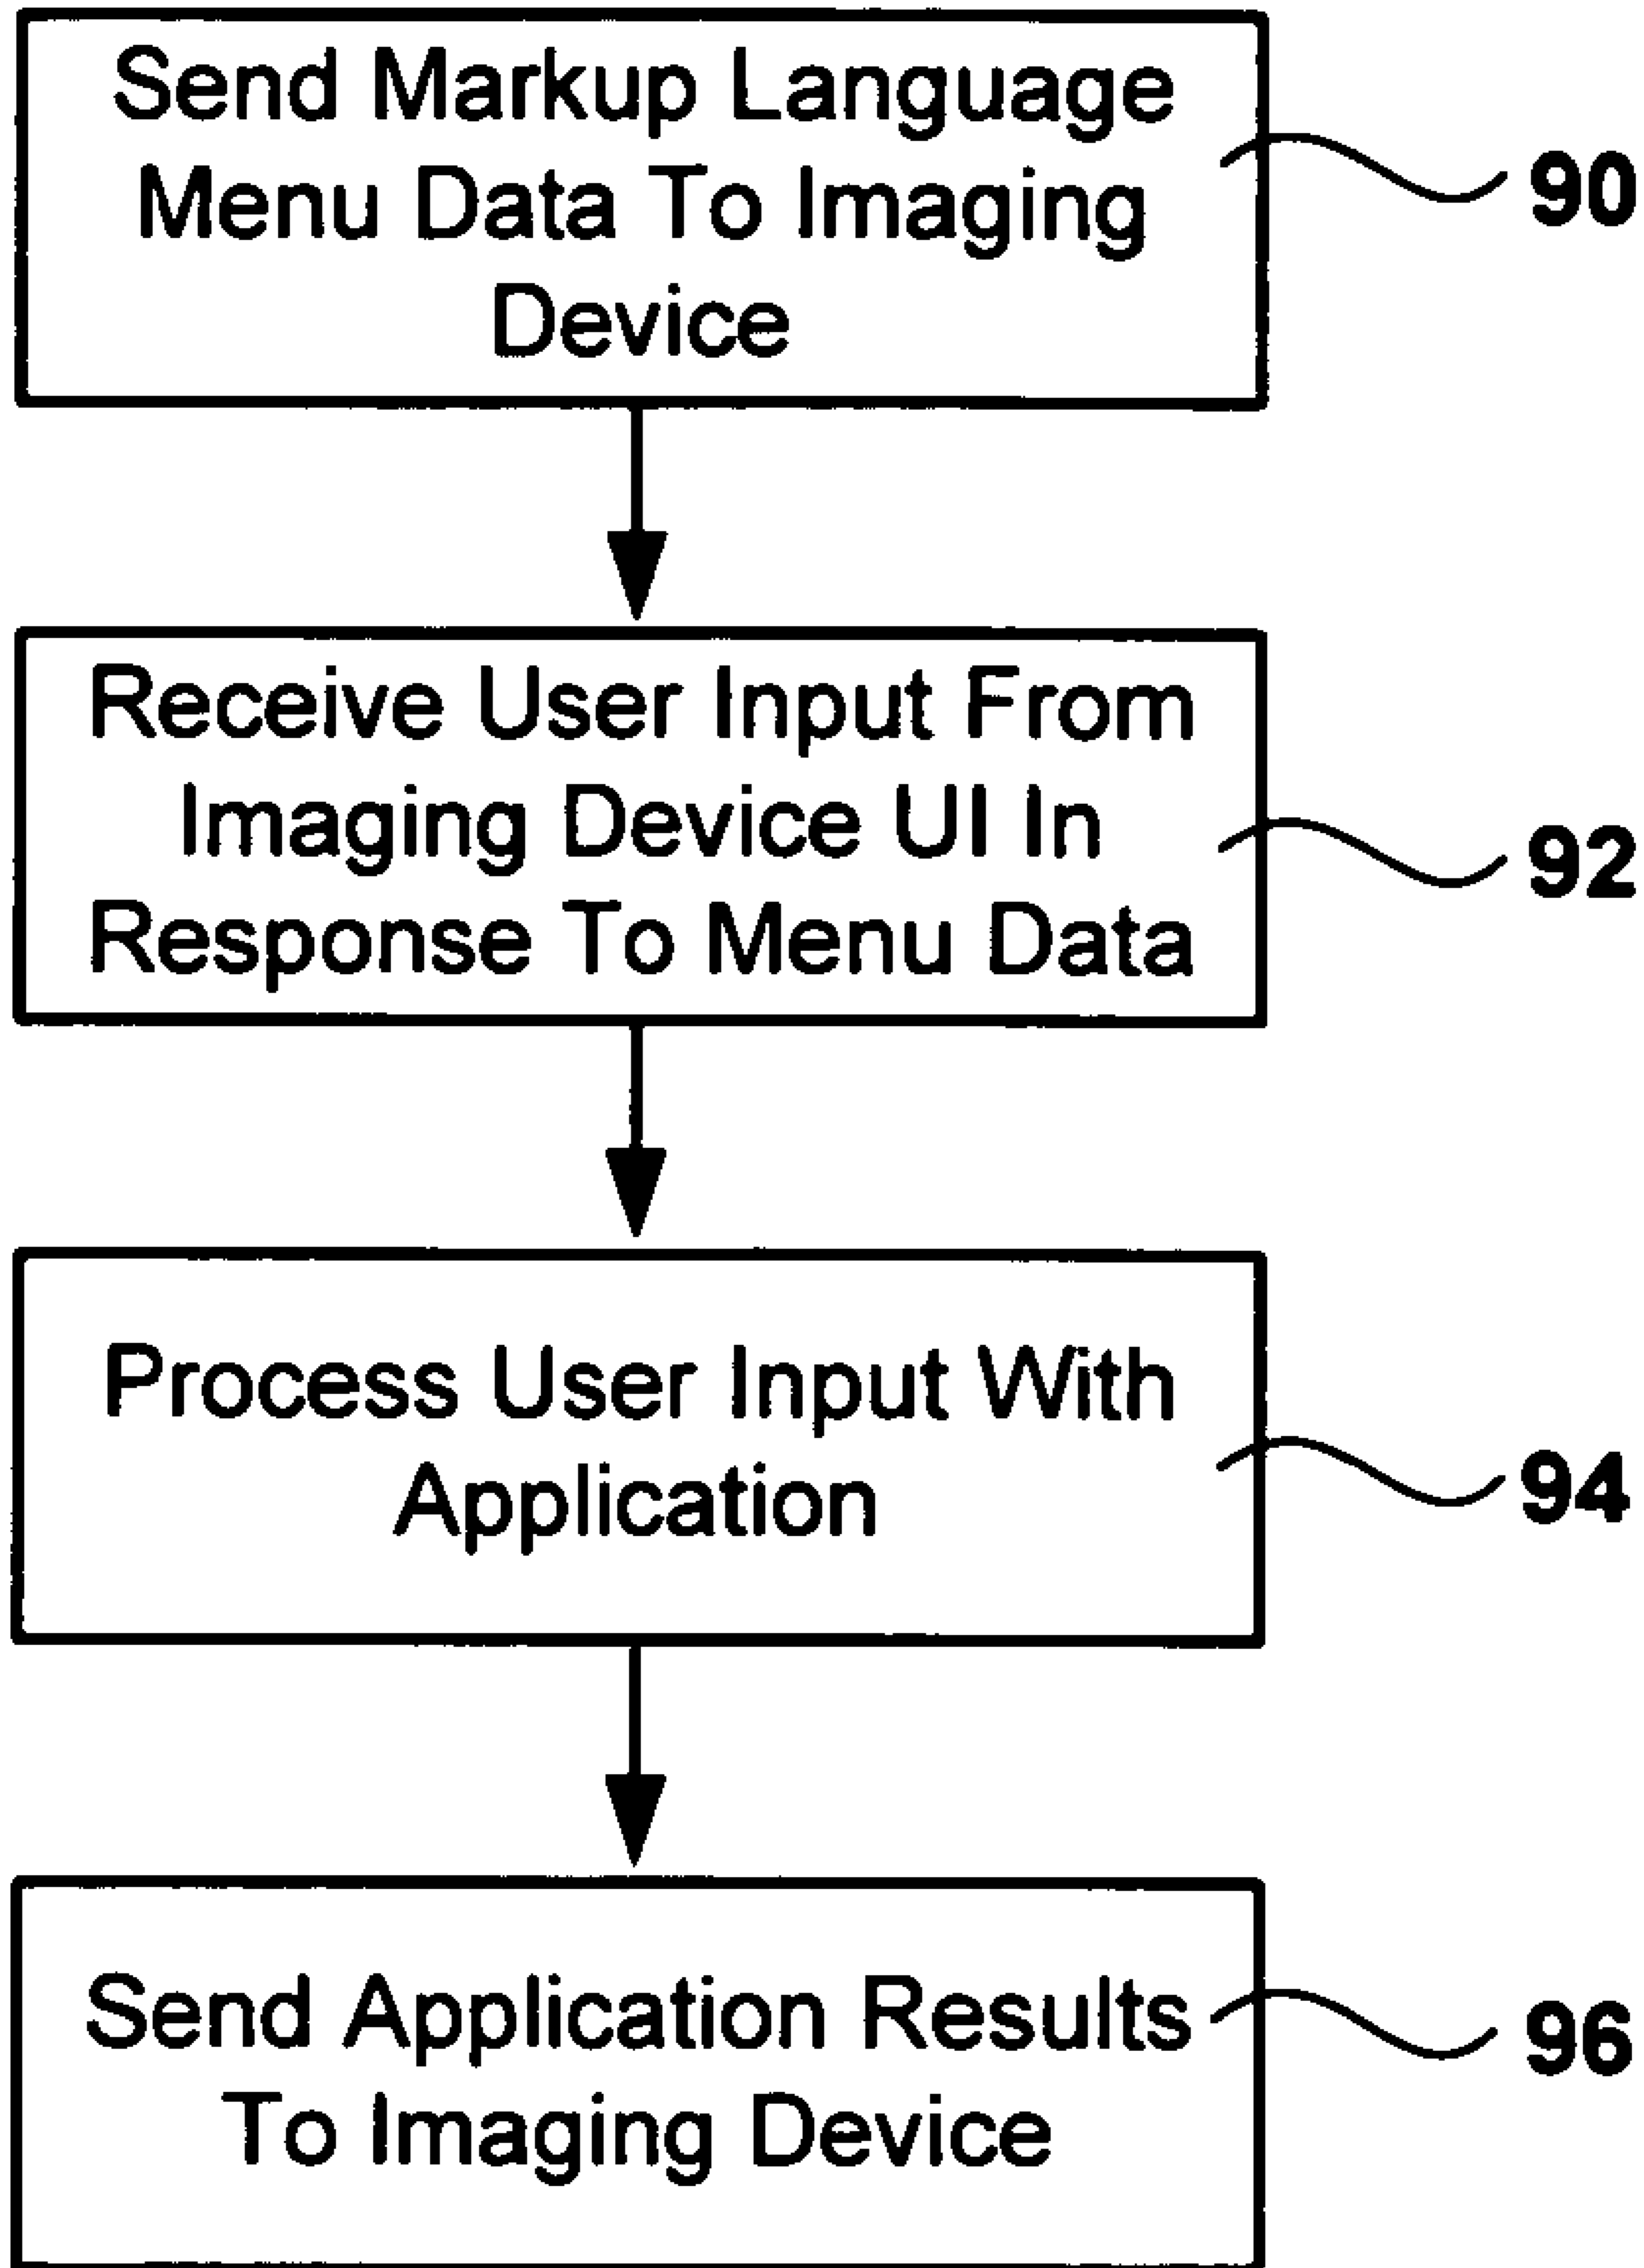 Send Markup Language
Menu Data To Imaging
Device
90
Receive User Input From
Imaging Device UI In
Response To Menu Data
92
Process User Input With
Application
94
Send Application Results
To Imaging Device
96